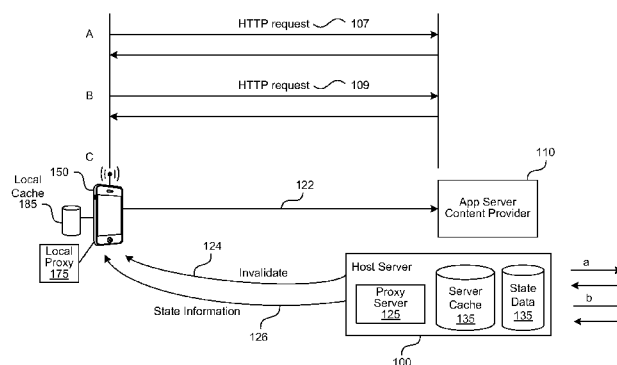 A
HTTP request 107
B
HTTP request 109
C
150
110
Local
Cache
185
122
App Server
Content Provider
Local
Proxy
175
124
Invalidate
Host Server
a
Proxy
Server
125
Server
Cache
135
State
Data
135
b
State Information
126
100